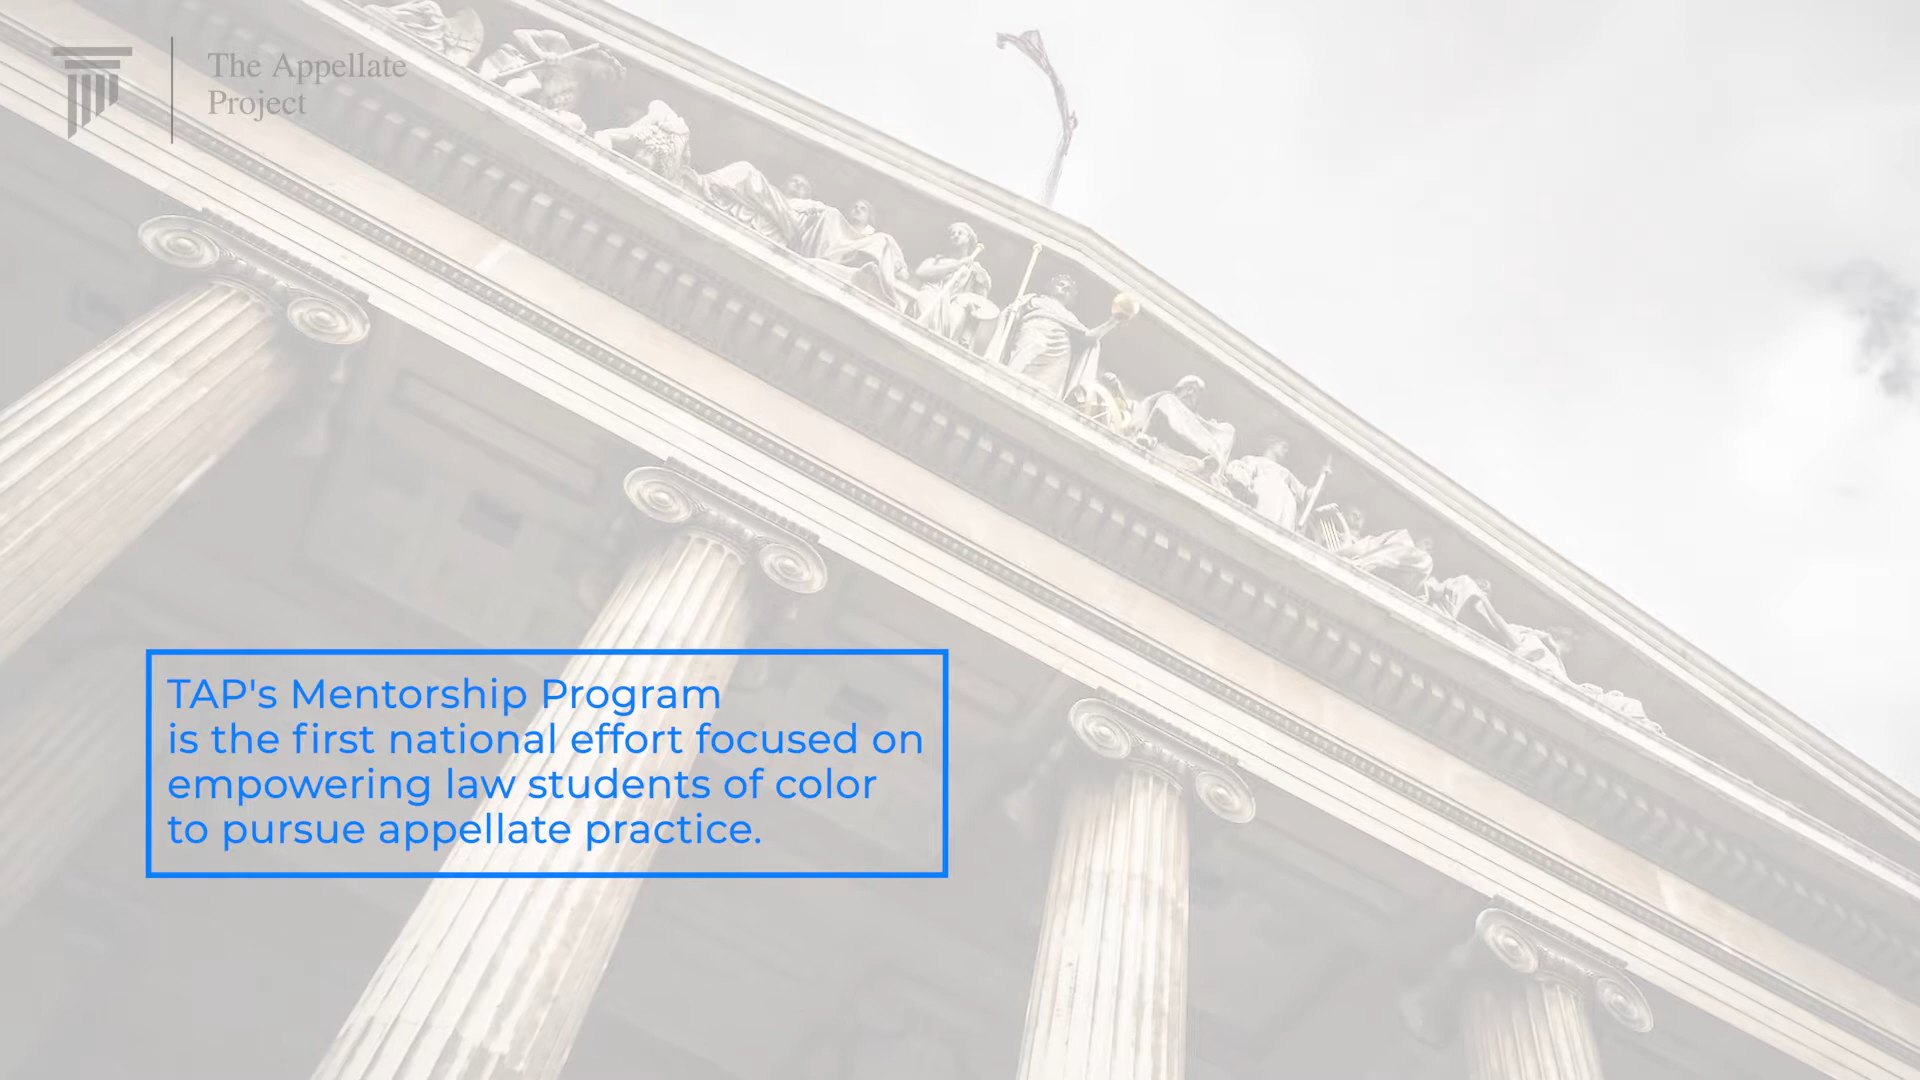 The Appellate
Project
TAP's Mentorship Program
is the first national effort focused on
empowering law students of color
to pursue appellate practice.